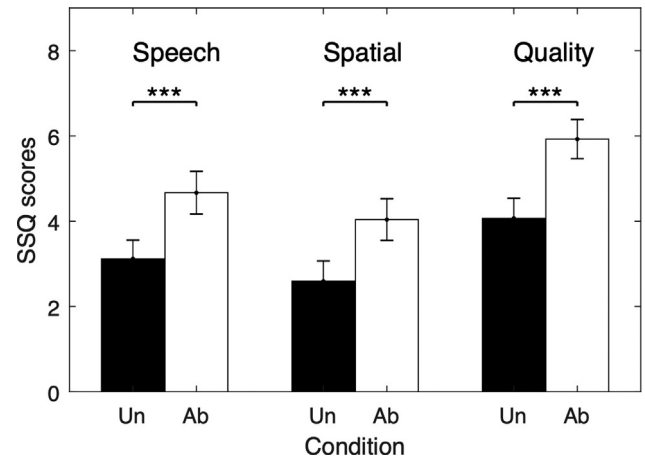 8
Speech Spatial Quality
*** *** ***
6
4
2
0
SSQ scores
Un Ab Un Ab Un Ab
Condition